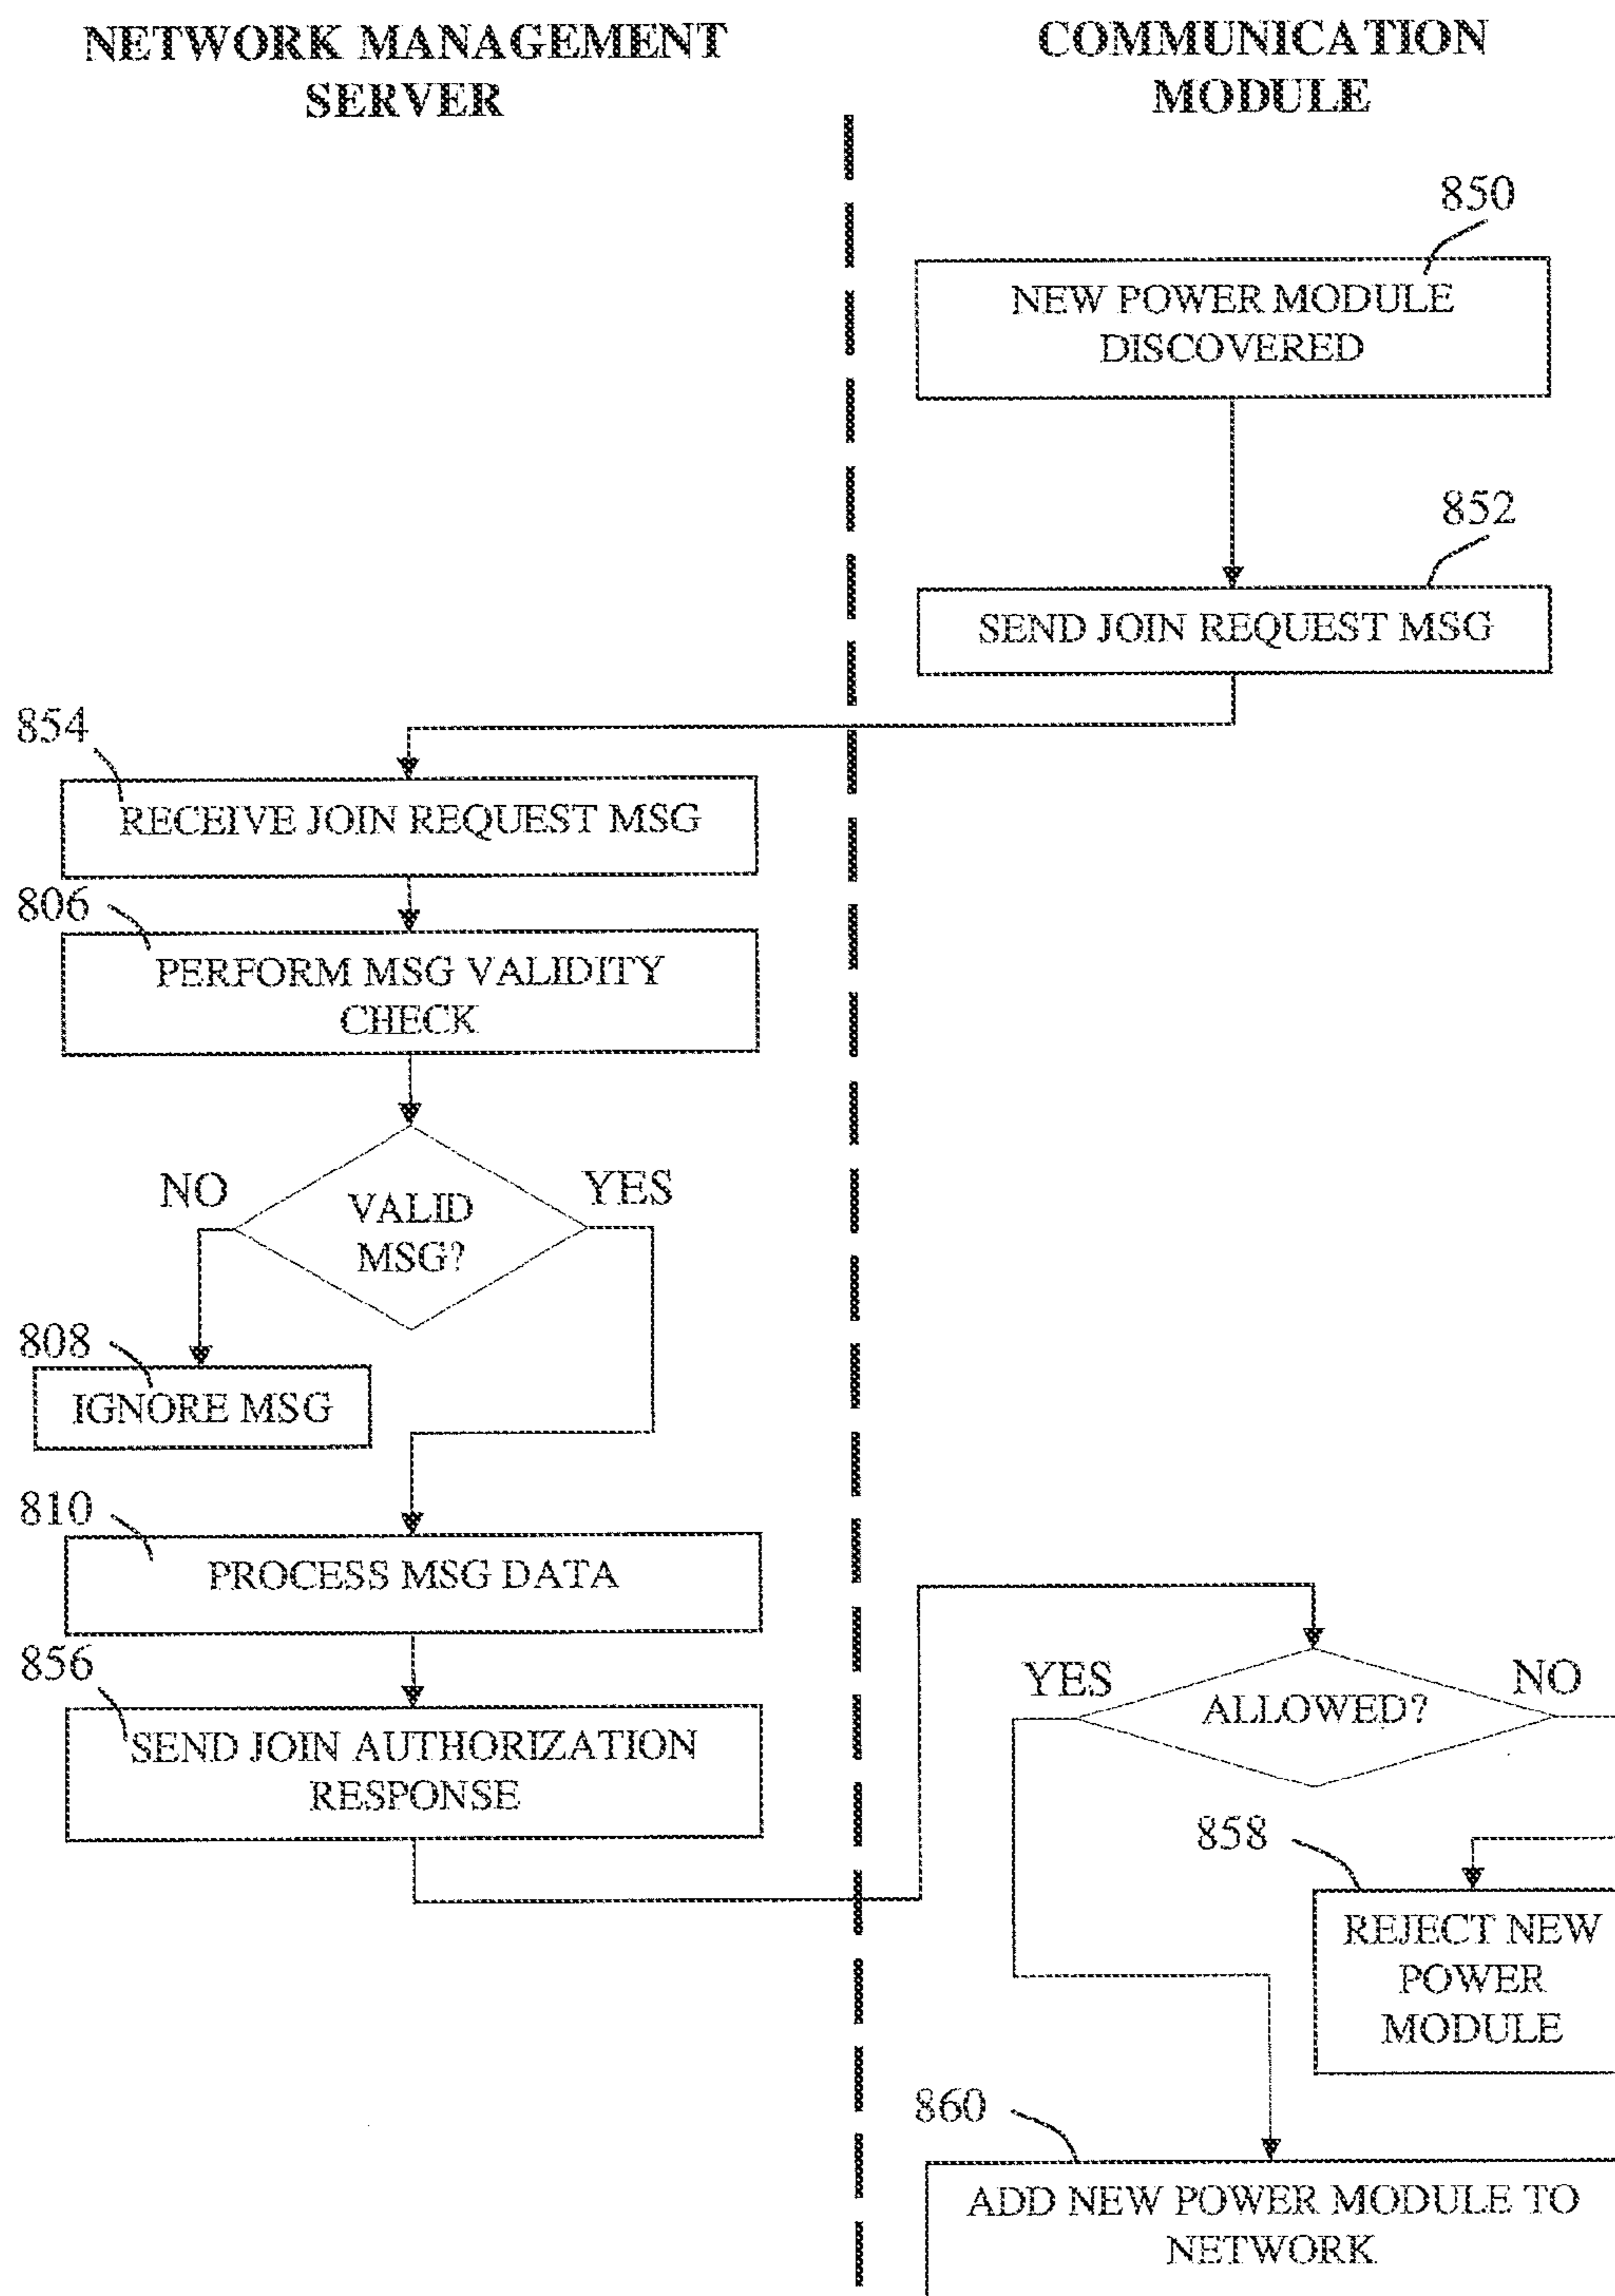 NETWORK MANAGEMENT
SERVER
COMMUNICATION
MODULE
850
NEW POWER MODULE
DISCOVERED
852
SEND JOIN REQUEST MSG
854
RECEIVE JOIN REQUEST MSG
806
PERFORM MSG VALIDITY
CHECK
NO
VALID
MSG?
YES
808
IGNORE MSG
810
PROCESS MSG DATA
856
SEND JOIN AUTHORIZATION
RESPONSE
YES
ALLOWED?
NO
858
REJECT NEW
POWER
MODULE
860
ADD NEW POWER MODULE TO
NETWORK